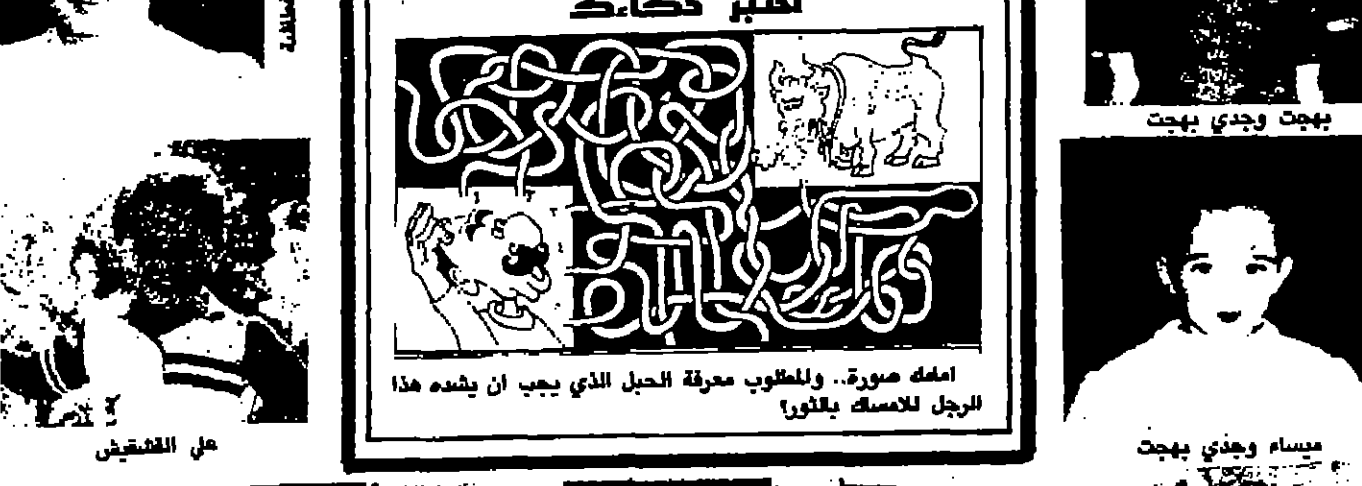 اختبر ذكاءك
بهجت وجدي بهجت
امامك صورة.. والمطلوب معرفة الحبل الذي يجب ان يشده هذا
الرجل للامساك بالثور؟
علي القشقيش
ميساء وجدي بهجت